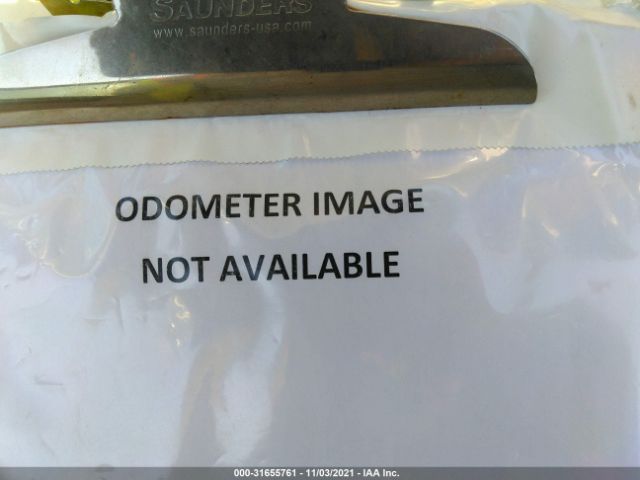 SAUNDERS
www.saunders-usa.com
ODOMETER IMAGE
NOT AVAILABLE
000-31655761 - 11/03/2021 - IAA Inc.